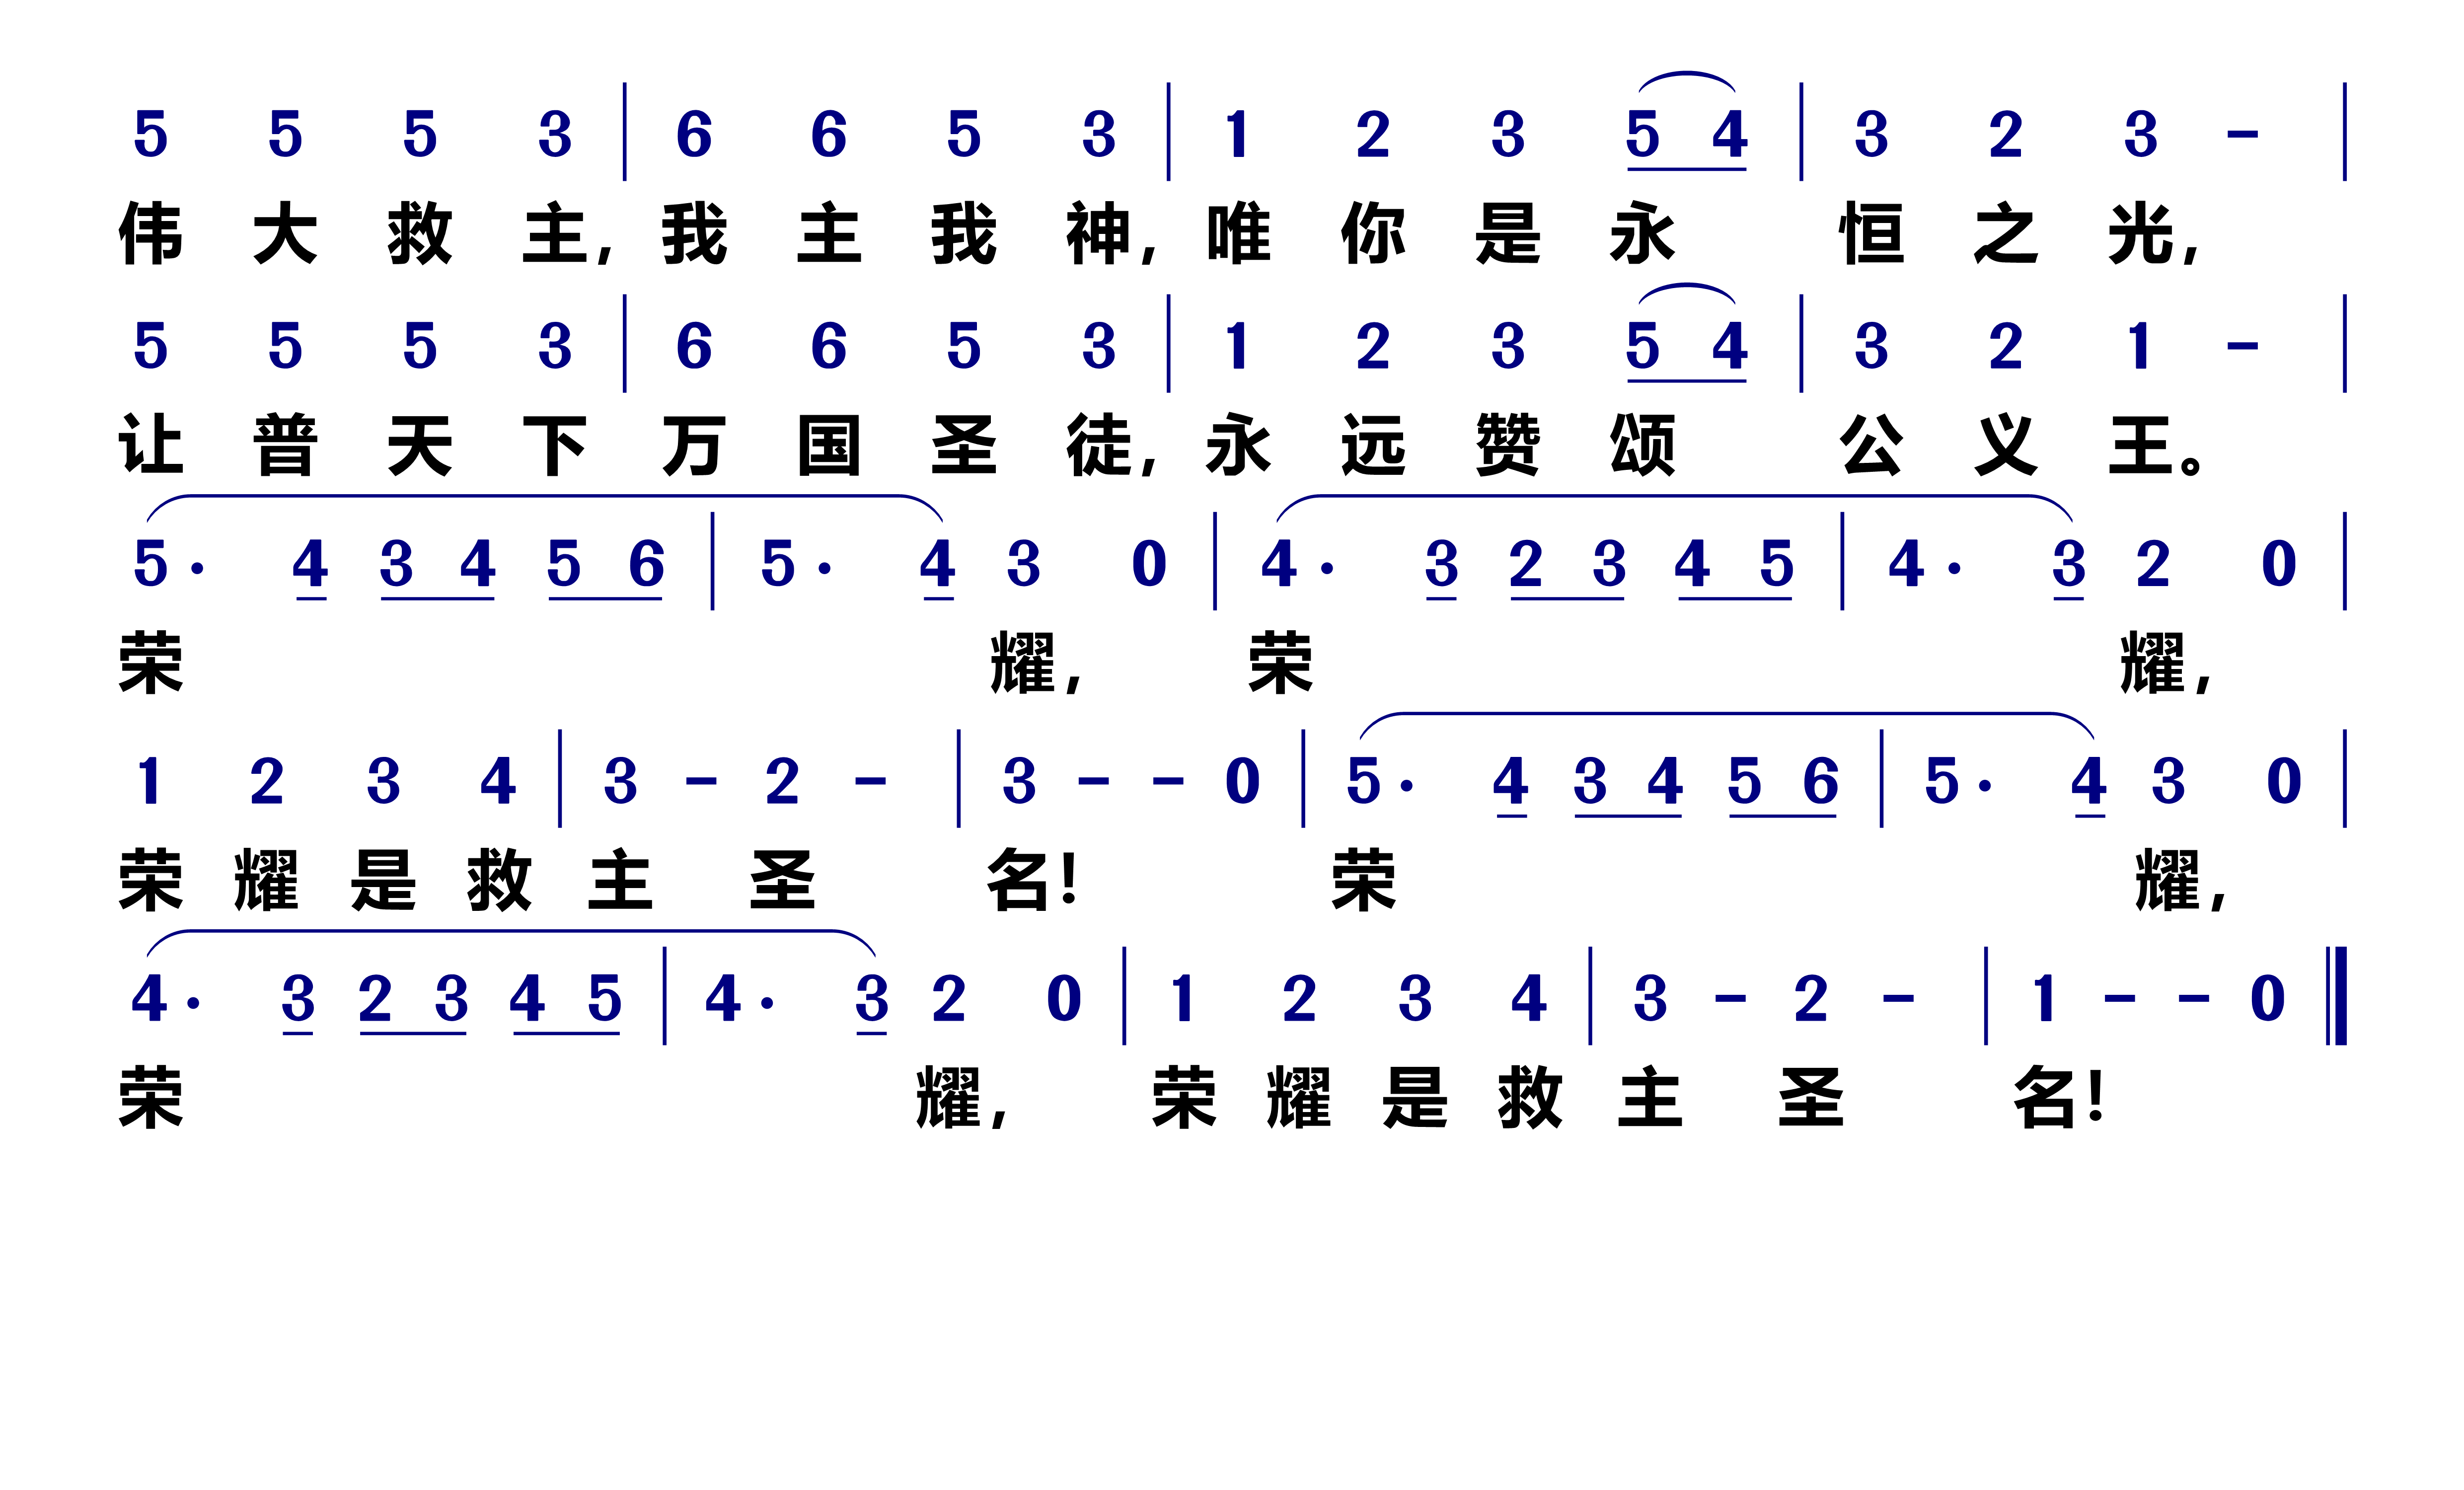 5 5 5 3 | 6 6 5 3 | 1 2 3 5 4 | 3 2 3 - |
伟大救主,我主我神,唯你是永恒之光,
5 5 5 3 | 6 6 5 3 | 1 2 3 5 4 | 3 2 1 - |
让普天下万国圣徒,永远赞颂公义王。
5 · 4 3 4 5 6 | 5 · 4 3 0 | 4 · 3 2 3 4 5 | 4 · 3 2 0 |
荣耀,荣耀,
1 2 3 4 | 3 - 2 - | 3 - - 0 | 5 · 4 3 4 5 6 | 5 · 4 3 0 |
荣耀是救主圣名!荣耀,
4 · 3 2 3 4 5 | 4 · 3 2 0 | 1 2 3 4 | 3 - 2 - | 1 - - 0 ‖
荣耀,荣耀是救主圣名!